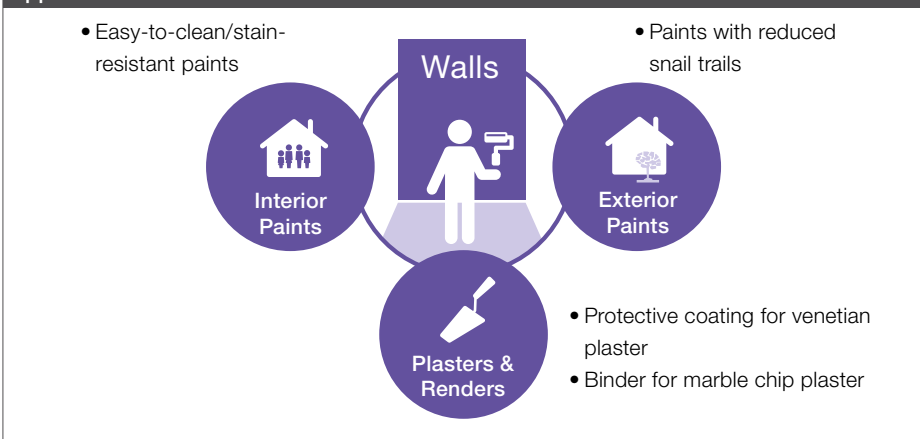 • Easy-to-clean/stain-
resistant paints
• Paints with reduced
snail trails
Walls
Interior
Paints
Exterior
Paints
Plasters &
Renders
• Protective coating for venetian
plaster
• Binder for marble chip plaster